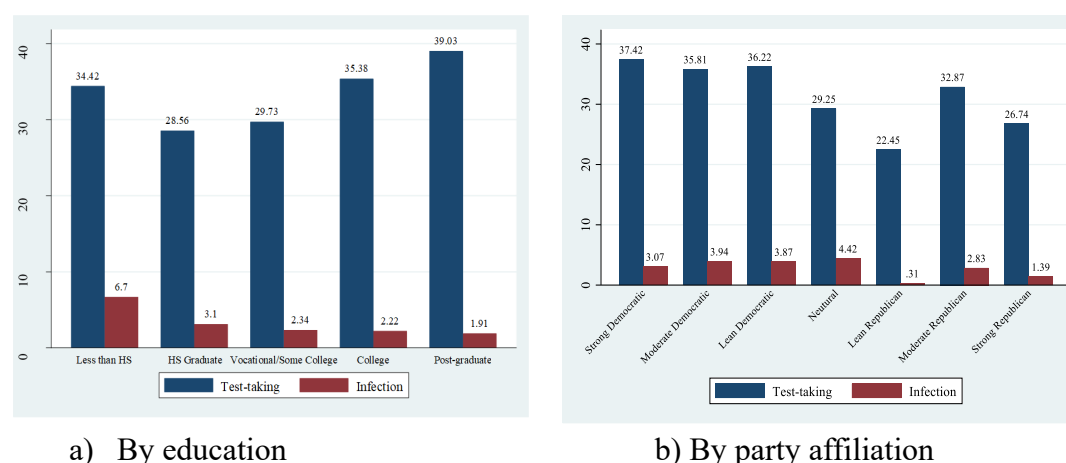 40
30
20
10
0
34.42
6.7
28.56
3.1
29.73
2.34
35.38
2.22
39.03
1.91
Less than HS
HS Graduate
Vocational/Some College
College
Post-graduate
Test-taking
Infection
a) By education
40
30
20
10
0
37.42
3.07
35.81
3.94
36.22
3.87
29.25
4.42
22.45
.31
32.87
2.83
26.74
1.39
Strong Democratic
Moderate Democratic
Lean Democratic
Neutural
Lean Republican
Moderate Republican
Strong Republican
Test-taking
Infection
b) By party affiliation